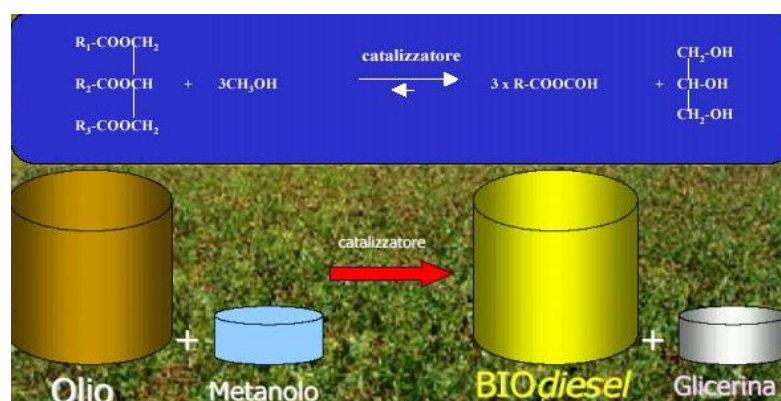 R₁-COOCH₂
catalizzatore
CH₂-OH
R₂-COOCH + 3CH₃OH 3 x R-COOCOH + CH-OH
R₃-COOCH₂
CH₂-OH
catalizzatore
+ +
Olio Metanolo BIOdiesel Glicerina